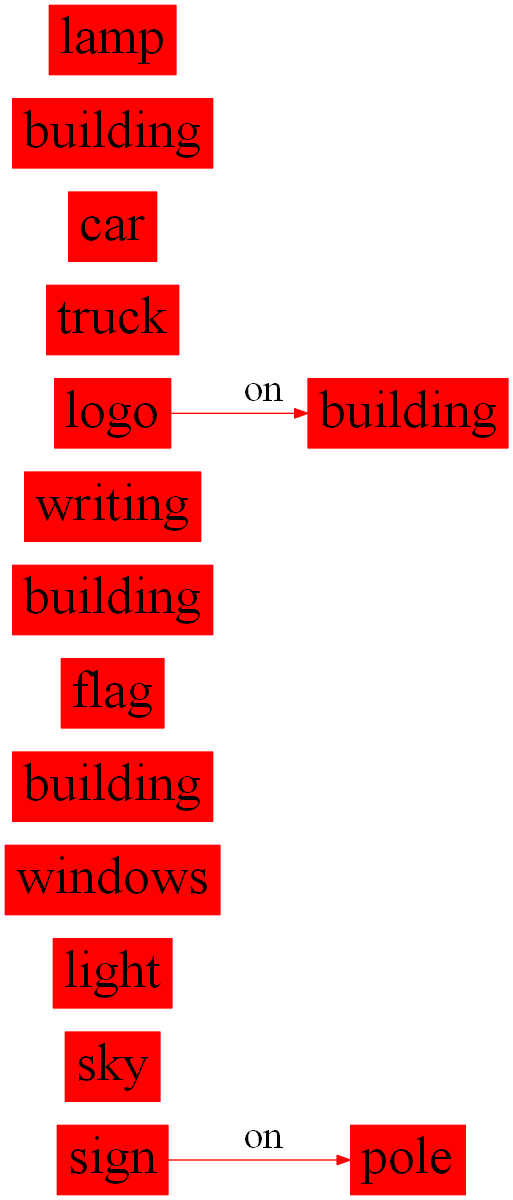 lamp
building
car
truck
logo on building
writing
building
flag
building
windows
light
sky
sign on pole